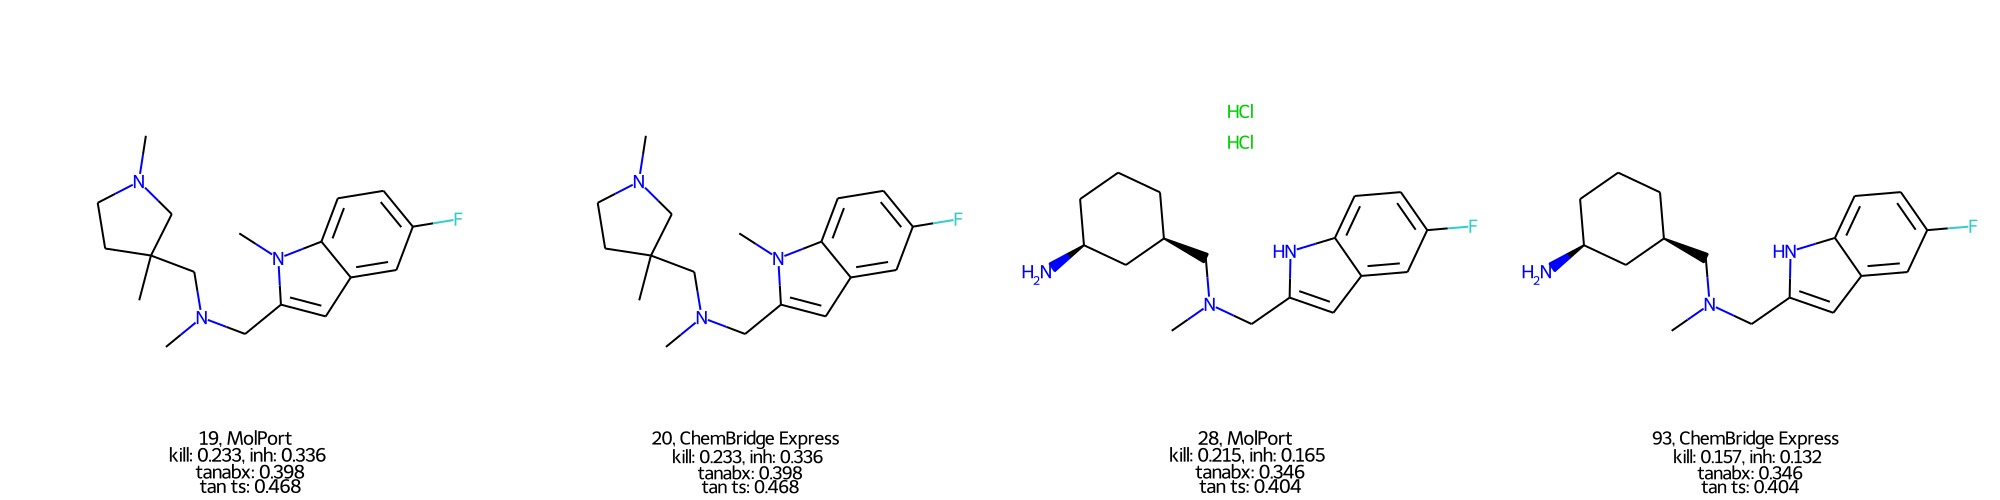 HCl
HCl
N
N
N
F
N
N
N
F
H2N
N
HN
F
H2N
N
HN
F
19, MolPort
kill: 0.233, inh: 0.336
tanabx: 0.398
tan ts: 0.468
20, ChemBridge Express
kill: 0.233, inh: 0.336
tanabx: 0.398
tan ts: 0.468
28, MolPort
kill: 0.215, inh: 0.165
tanabx: 0.346
tan ts: 0.404
93, ChemBridge Express
kill: 0.157, inh: 0.132
tanabx: 0.346
tan ts: 0.404